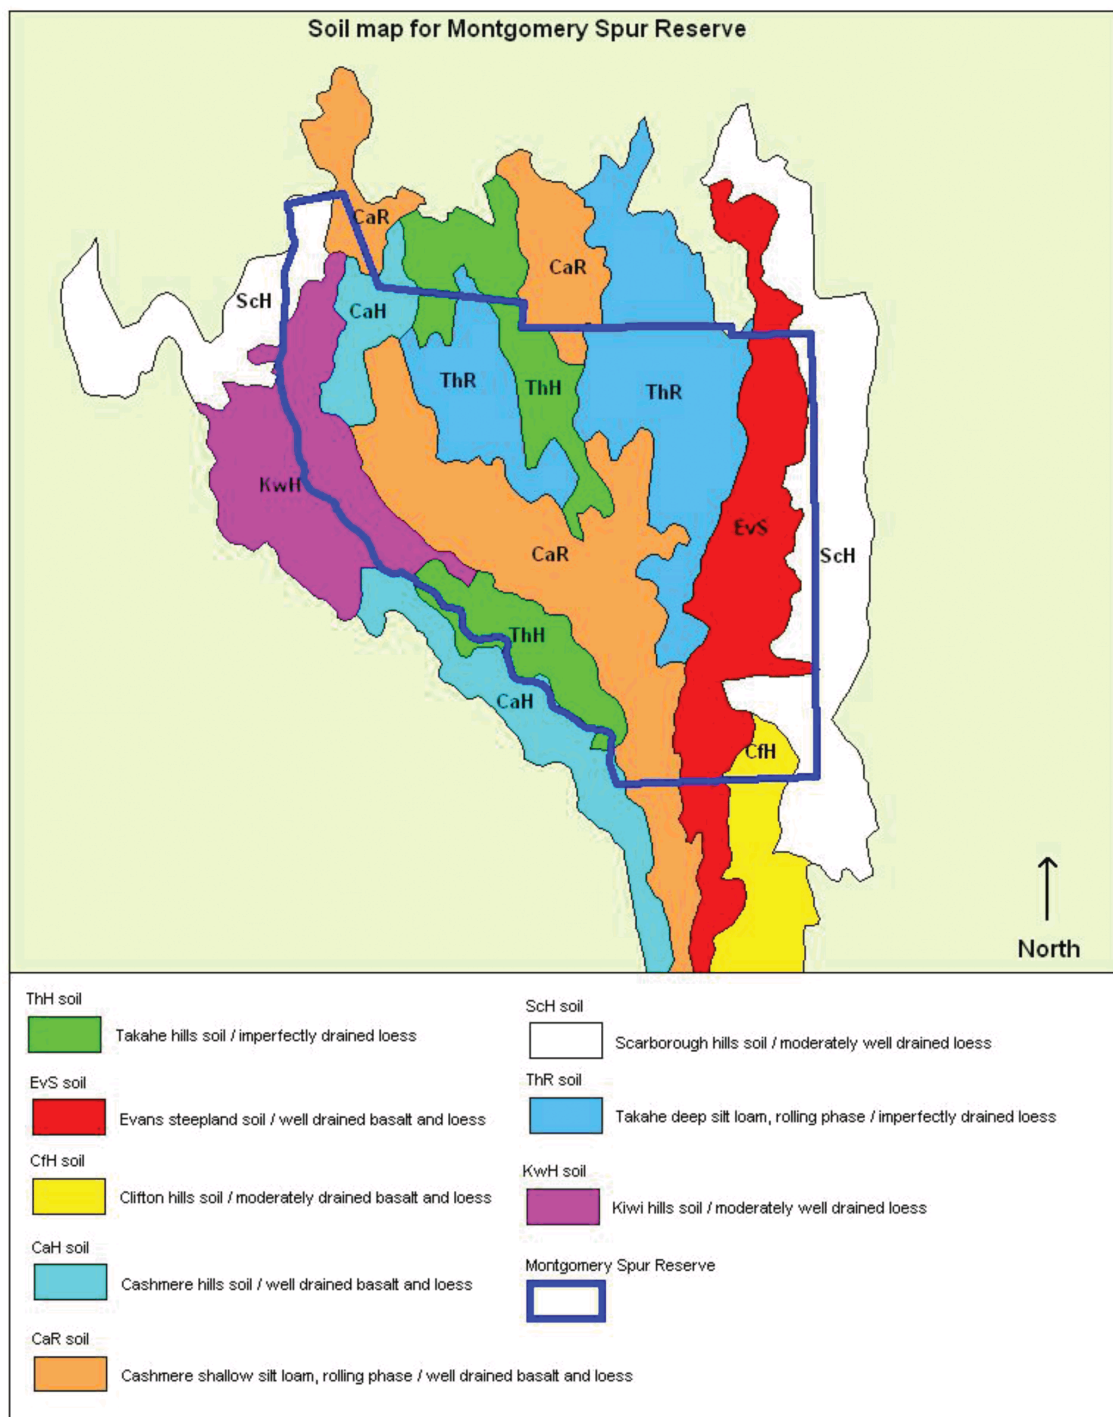 Soil map for Montgomery Spur Reserve
CaR
CaR
ScH
CaH
ThR
ThH
ThR
KwH
EvS
CaR
ScH
ThH
CaH
CfH
North
ThH soil
Takahe hills soil / imperfectly drained loess
EvS soil
Evans steepland soil / well drained basalt and loess
CfH soil
Clifton hills soil / moderately drained basalt and loess
CaH soil
Cashmere hills soil / well drained basalt and loess
CaR soil
Cashmere shallow silt loam, rolling phase / well drained basalt and loess
ScH soil
Scarborough hills soil / moderately well drained loess
ThR soil
Takahe deep silt loam, rolling phase / imperfectly drained loess
KwH soil
Kiwi hills soil / moderately well drained loess
Montgomery Spur Reserve